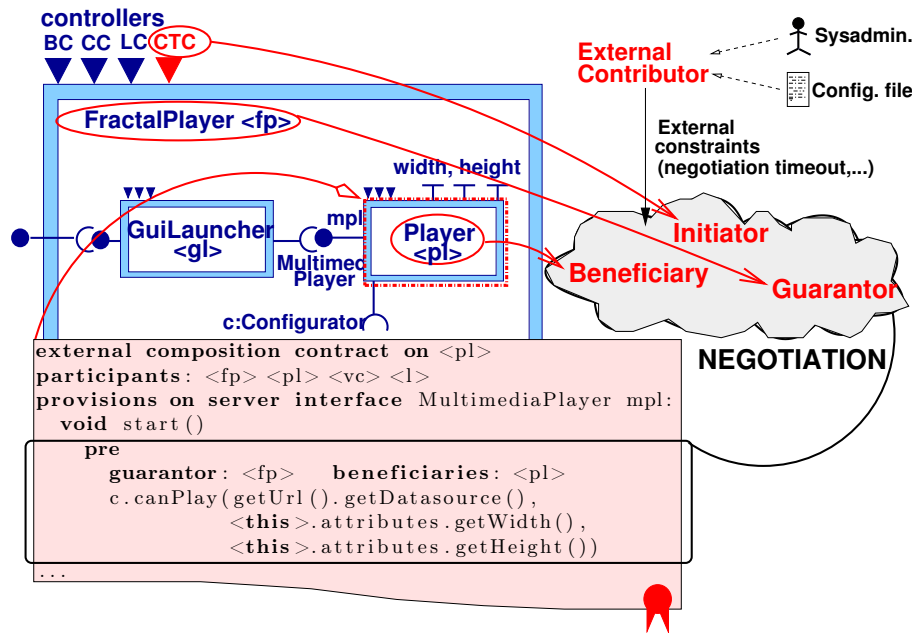 controllers
BC CC LC CTC
External
Contributor
Sysadmin.
Config. file
FractalPlayer <fp>
External
constraints
(negotiation timeout,...)
width, height
mpl
GuiLauncher
<gl>
Player
<pl>
Multimed
Player
Initiator
Beneficiary
Guarantor
c:Configurator
NEGOTIATION
external composition contract on <pl>
participants: <fp> <pl> <vc> <l>
provisions on server interface MultimediaPlayer mpl:
void start()
pre
guarantor: <fp> beneficiaries: <pl>
c.canPlay(getUrl().getDatasource(),
<this>.attributes.getWidth(),
<this>.attributes.getHeight())
...